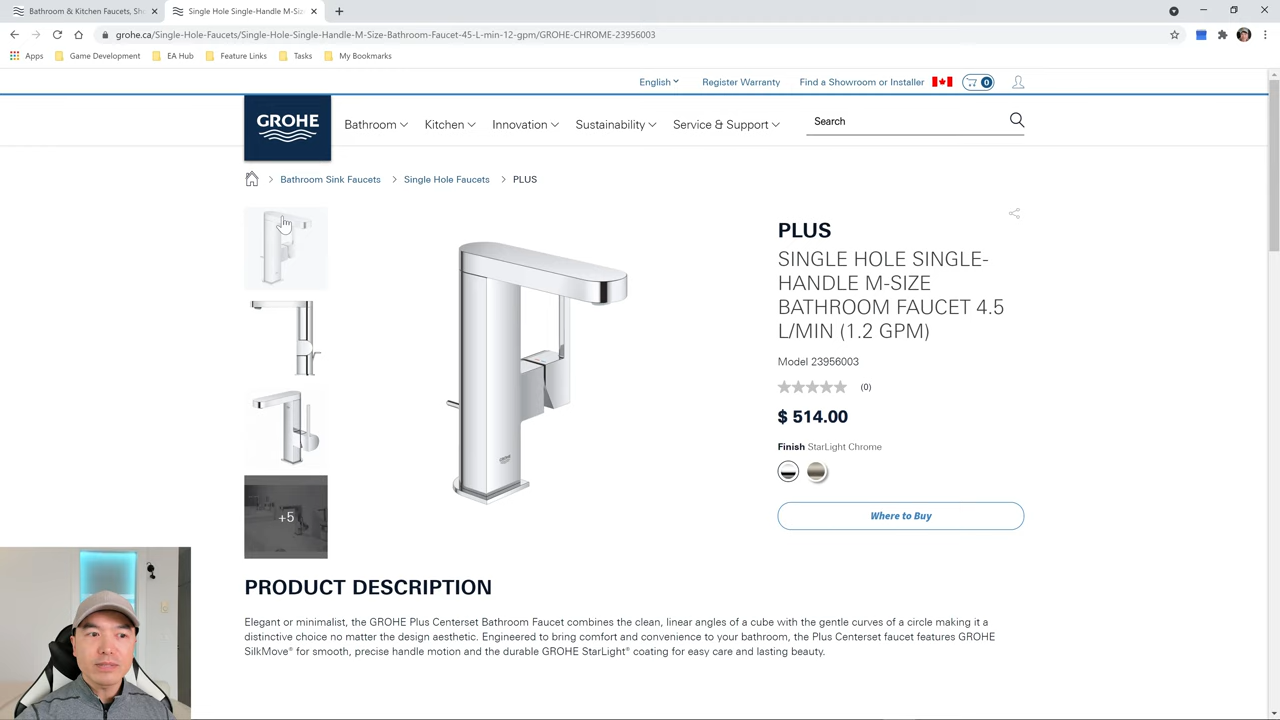 Bathroom & Kitchen Faucets, Sho
Single Hole Single-Handle M-Siz
grohe.ca/Single-Hole-Faucets/Single-Hole-Single-Handle-M-Size-Bathroom-Faucet-45-L-min-12-gpm/GROHE-CHROME-23956003
Apps
Game Development
EA Hub
Feature Links
Tasks
My Bookmarks
English
Register Warranty
Find a Showroom or Installer
0
GROHE
Bathroom
Kitchen
Innovation
Sustainability
Service & Support
Search
Bathroom Sink Faucets
Single Hole Faucets
PLUS
PLUS
SINGLE HOLE SINGLE-
HANDLE M-SIZE
BATHROOM FAUCET 4.5
L/MIN (1.2 GPM)
Model 23956003
(0)
$ 514.00
Finish StarLight Chrome
Where to Buy
+5
PRODUCT DESCRIPTION
Elegant or minimalist, the GROHE Plus Centerset Bathroom Faucet combines the clean, linear angles of a cube with the gentle curves of a circle making it a
distinctive choice no matter the design aesthetic. Engineered to bring comfort and convenience to your bathroom, the Plus Centerset faucet features GROHE
SilkMove® for smooth, precise handle motion and the durable GROHE StarLight® coating for easy care and lasting beauty.